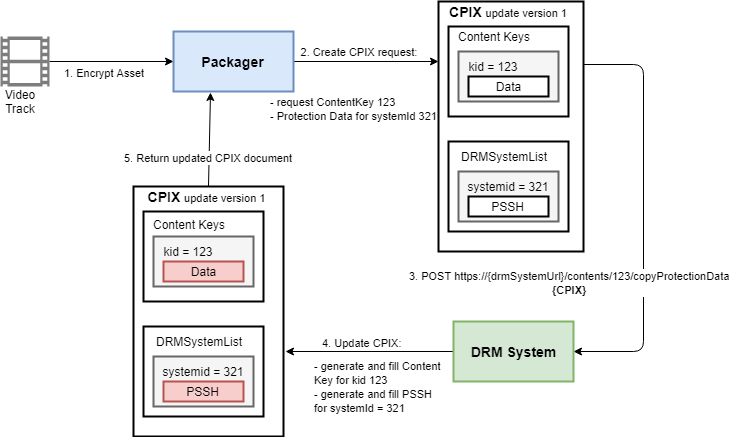 Video
Track
1. Encrypt Asset
Packager
2. Create CPIX request:
- request ContentKey 123
- Protection Data for systemId 321
CPIX update version 1
Content Keys
kid = 123
Data
DRMSystemList
systemid = 321
PSSH
3. POST https://{drmSystemUrl}/contents/123/copyProtectionData
{CPIX}
DRM System
4. Update CPIX:
- generate and fill Content
Key for kid 123
- generate and fill PSSH
for systemId = 321
5. Return updated CPIX document
CPIX update version 1
Content Keys
kid = 123
Data
DRMSystemList
systemid = 321
PSSH